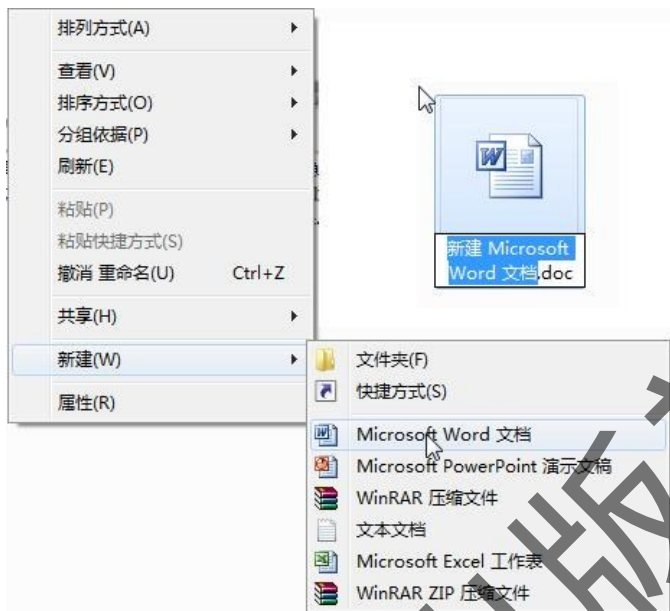 排列方式(A)
查看(V)
排序方式(O)
分组依据(P)
刷新(E)
粘贴(P)
粘贴快捷方式(S)
撤消 重命名(U) Ctrl+Z
共享(H)
新建(W)
属性(R)
新建 Microsoft
Word 文档.doc
文件夹(F)
快捷方式(S)
Microsoft Word 文档
Microsoft PowerPoint 演示文稿
WinRAR 压缩文件
文本文档
Microsoft Excel 工作表
WinRAR ZIP 压缩文件
版